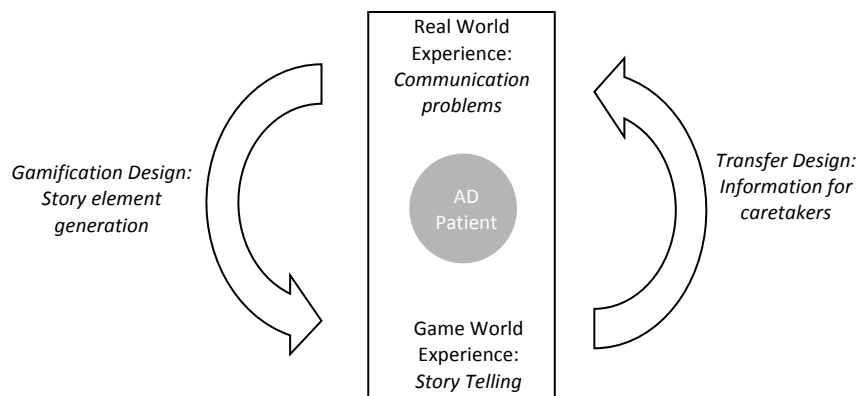 Real World
Experience:
Communication
problems
Gamification Design:
Story element
generation
AD
Patient
Transfer Design:
Information for
caretakers
Game World
Experience:
Story Telling